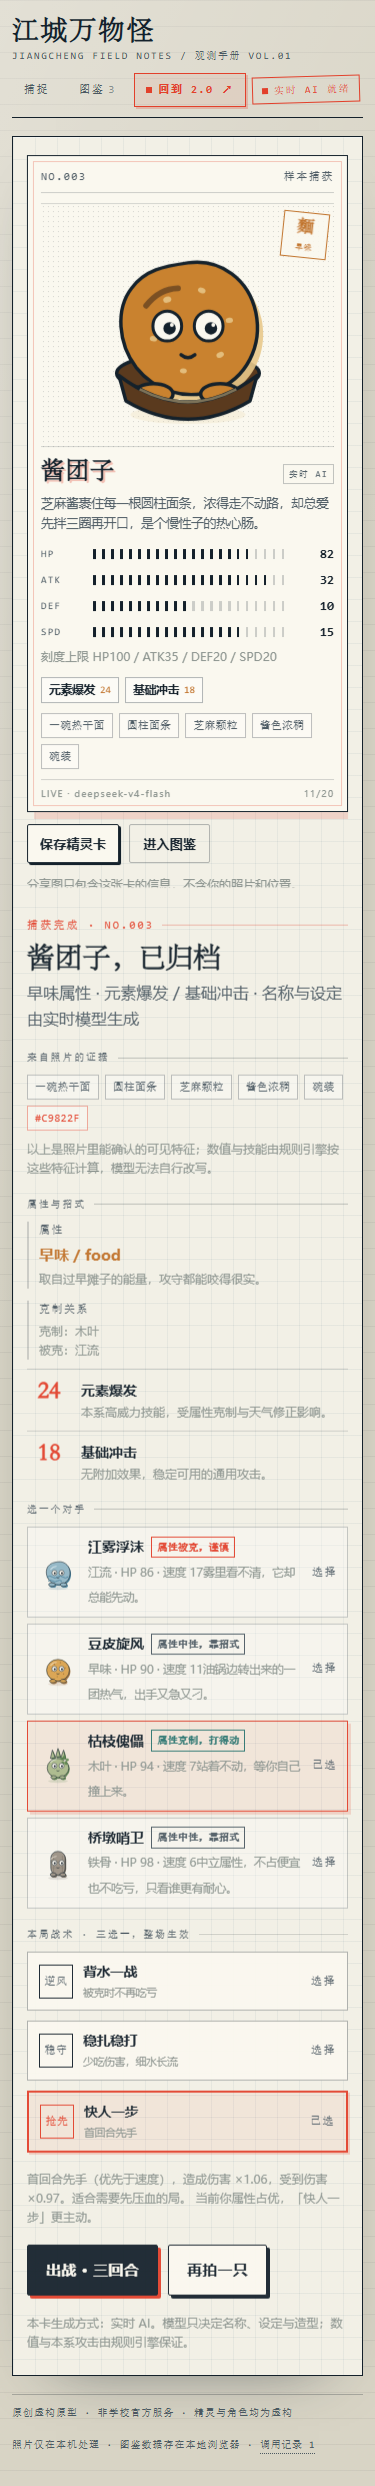 江城万物怪
JIANGCHENG FIELD NOTES / 观测手册 VOL.01
捕捉 图鉴 3 回到 2.0 ↗ 实时 AI 就绪
NO.003 样本捕获
早味
酱团子 实时 AI
芝麻酱裹住每一根圆柱面条，浓得走不动路，却总爱
先拌三圈再开口，是个慢性子的热心肠。
HP 82
ATK 32
DEF 10
SPD 15
刻度上限 HP100 / ATK35 / DEF20 / SPD20
元素爆发 24 基础冲击 18
一碗热干面 圆柱面条 芝麻颗粒 酱色浓稠
碗装
LIVE · deepseek-v4-flash 11/20
保存精灵卡 进入图鉴
分享图只包含这张卡的信息，不含你的照片和位置。
捕获完成 · NO.003
酱团子，已归档
早味属性 · 元素爆发 / 基础冲击 · 名称与设定
由实时模型生成
来自照片的证据
一碗热干面 圆柱面条 芝麻颗粒 酱色浓稠 碗装
#C9822F
以上是照片里能确认的可见特征；数值与技能由规则引擎按
这些特征计算，模型无法自行改写。
属性与招式
属性
早味 / food
取自过早摊子的能量，攻守都能咬得很实。
克制关系
克制：木叶
被克：江流
24 元素爆发
本系高威力技能，受属性克制与天气修正影响。
18 基础冲击
无附加效果，稳定可用的通用攻击。
选一个对手
江雾浮沫 属性被克，谨慎
江流 · HP 86 · 速度 17雾里看不清，它却 选择
总能先动。
豆皮旋风 属性中性，靠招式
早味 · HP 90 · 速度 11油锅边转出来的一 选择
团热气，出手又急又刁。
枯枝傀儡 属性克制，打得动
木叶 · HP 94 · 速度 7站着不动，等你自己 已选
撞上来。
桥墩哨卫 属性中性，靠招式
铁骨 · HP 98 · 速度 6中立属性，不占便宜 选择
也不吃亏，只看谁更有耐心。
本局战术 · 三选一，整场生效
逆风 背水一战 选择
被克时不再吃亏
稳守 稳扎稳打 选择
少吃伤害，细水长流
抢先 快人一步 已选
首回合先手
首回合先手（优先于速度），造成伤害 ×1.06，受到伤害
×0.97。适合需要先压血的局。 当前你属性占优，「快人一
步」更主动。
出战 · 三回合 再拍一只
本卡生成方式：实时 AI。模型只决定名称、设定与造型；数
值与本系攻击由规则引擎保证。
原创虚构原型 · 非学校官方服务 · 精灵与角色均为虚构
照片仅在本机处理 · 图鉴数据存在本地浏览器 · 调用记录 1